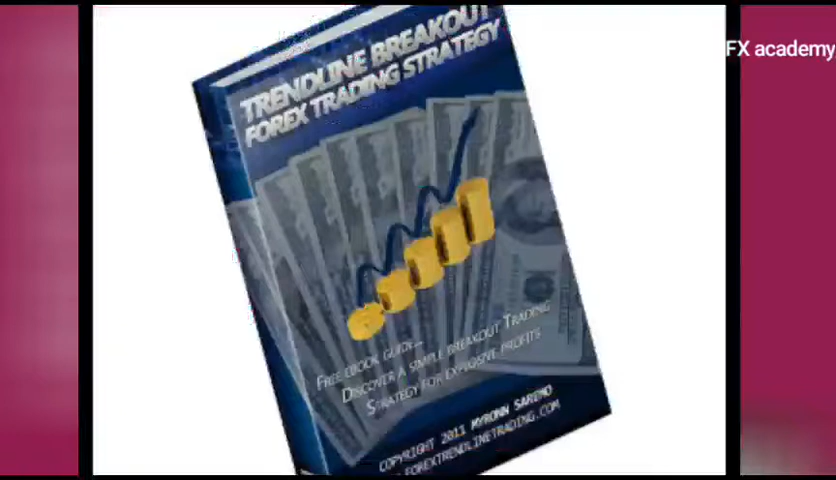 FX academy,
TRENDLINE BREAKOUT
FOREX TRADING STRATEGY
FREE EBOOK GUIDE...
DISCOVER A SIMPLE BREAKOUT TRADING
STRATEGY FOR EXPLOSIVE PROFITS
COPYRIGHT 2011 MYRONN SARIMO
FOREXTRENDLINETRADING.COM